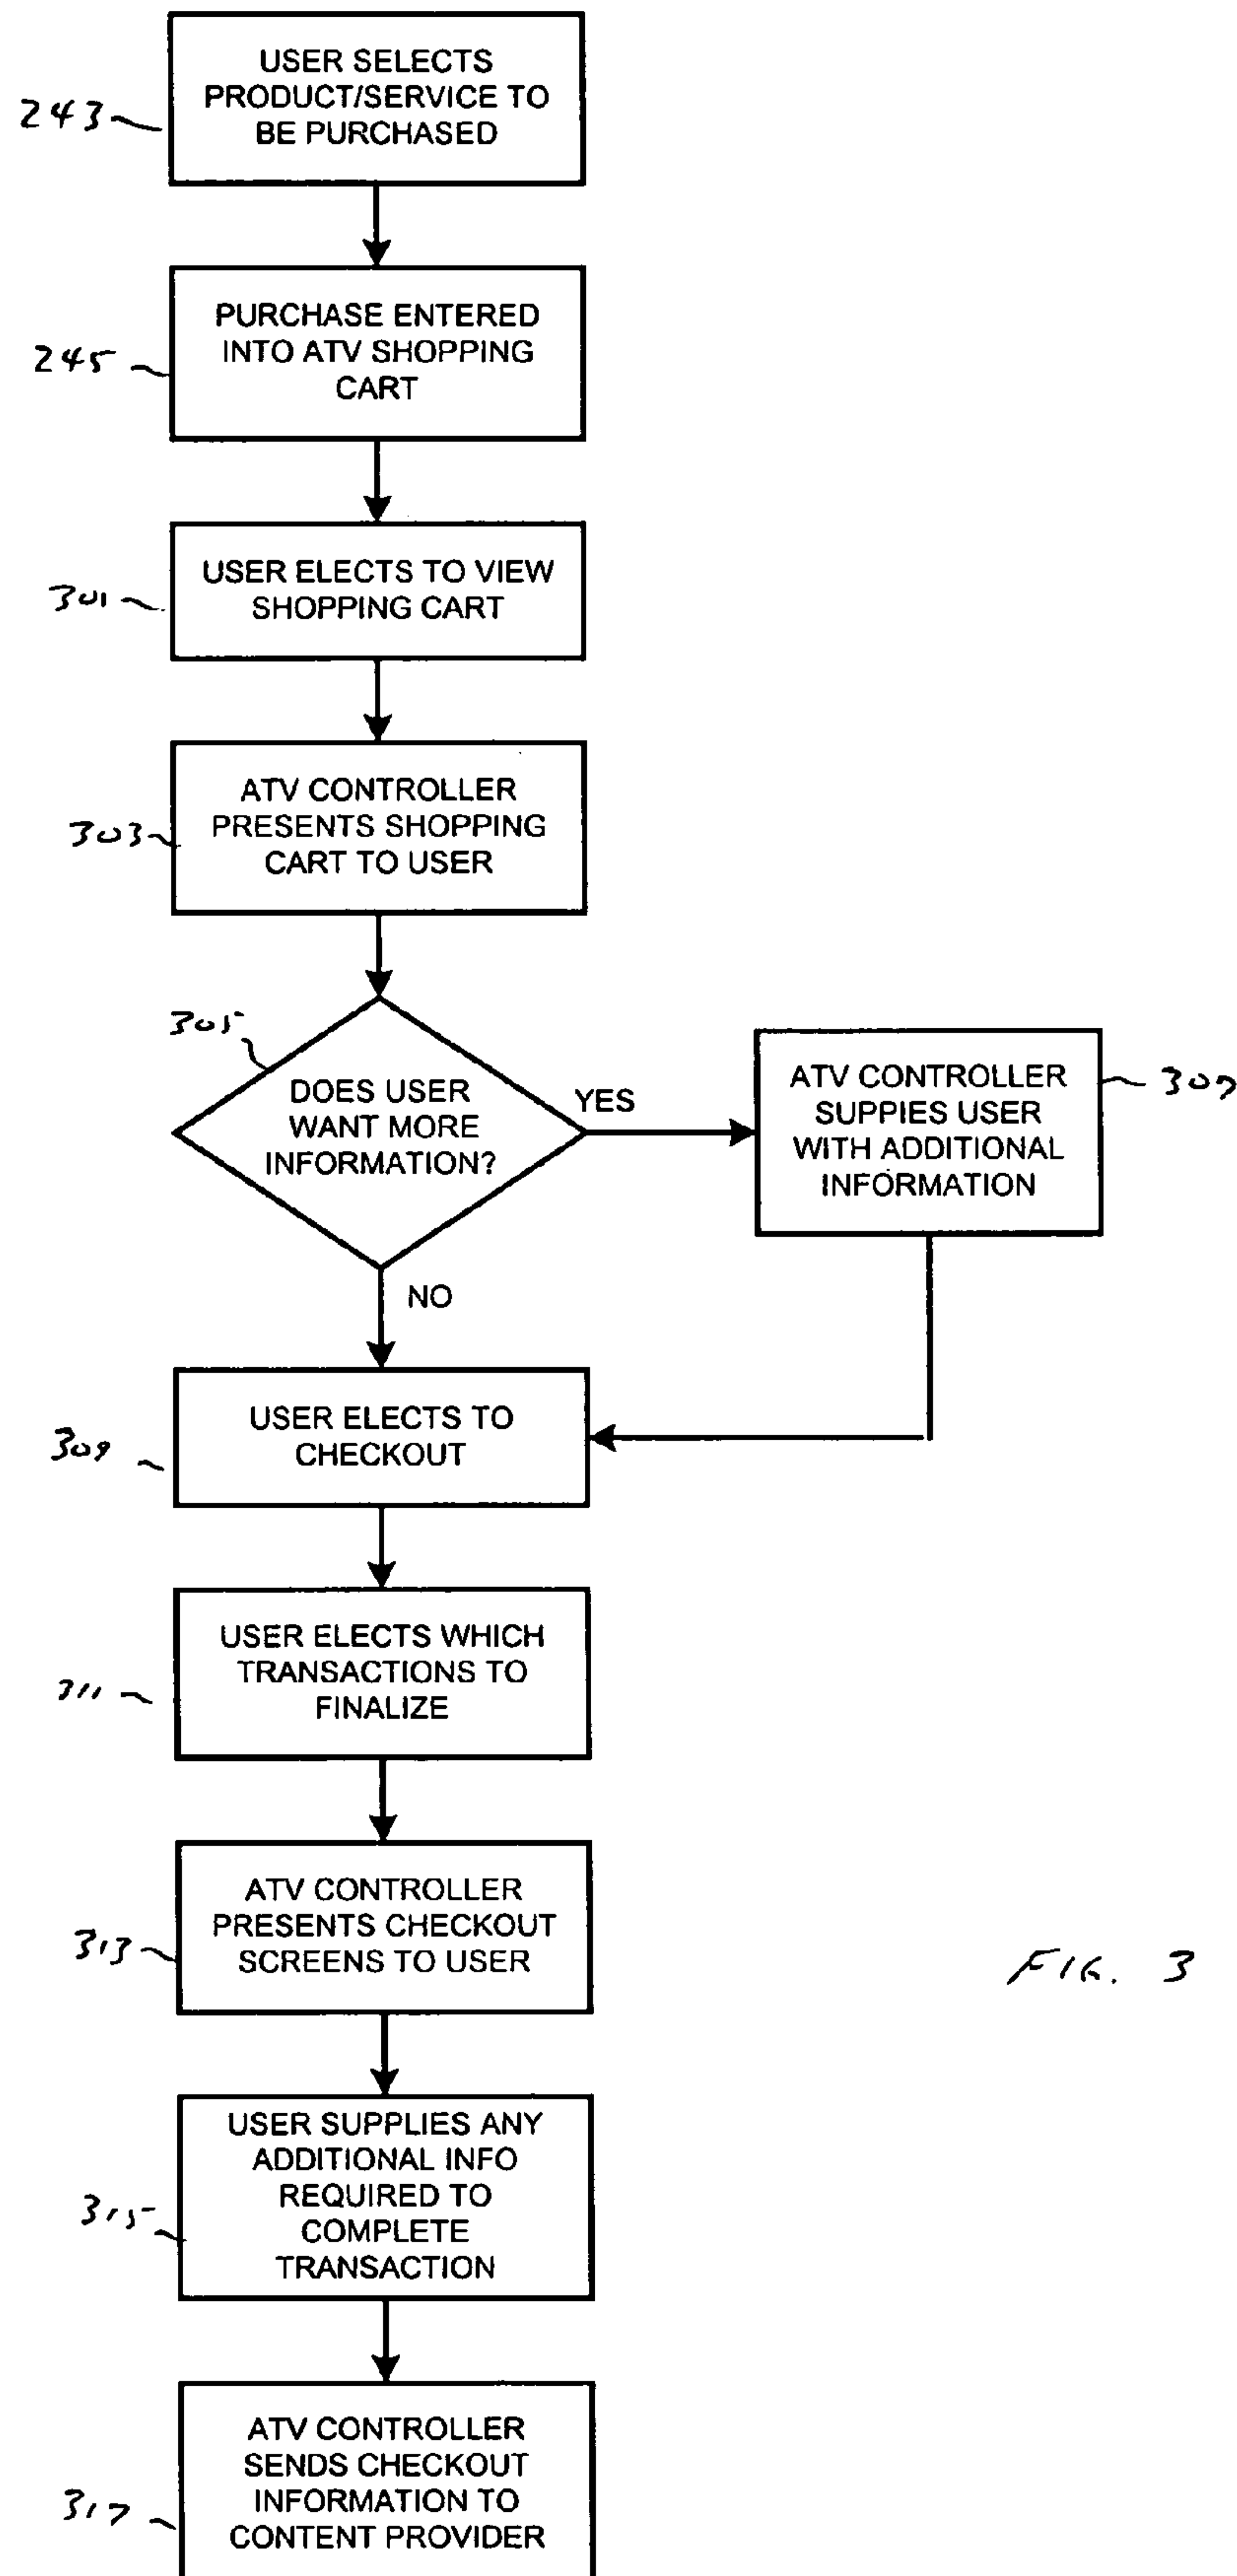 243
USER SELECTS
PRODUCT/SERVICE TO
BE PURCHASED
245
PURCHASE ENTERED
INTO ATV SHOPPING
CART
301
USER ELECTS TO VIEW
SHOPPING CART
303
ATV CONTROLLER
PRESENTS SHOPPING
CART TO USER
305
DOES USER
WANT MORE
INFORMATION?
YES
ATV CONTROLLER
SUPPIES USER
WITH ADDITIONAL
INFORMATION
307
NO
309
USER ELECTS TO
CHECKOUT
311
USER ELECTS WHICH
TRANSACTIONS TO
FINALIZE
313
ATV CONTROLLER
PRESENTS CHECKOUT
SCREENS TO USER
FIG. 3
315
USER SUPPLIES ANY
ADDITIONAL INFO
REQUIRED TO
COMPLETE
TRANSACTION
317
ATV CONTROLLER
SENDS CHECKOUT
INFORMATION TO
CONTENT PROVIDER